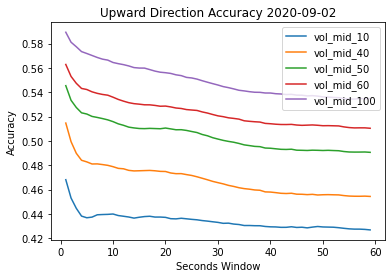 Upward Direction Accuracy 2020-09-02
vol_mid_10
vol_mid_40
vol_mid_50
vol_mid_60
vol_mid_100
Accuracy
0.58
0.56
0.54
0.52
0.50
0.48
0.46
0.44
0.42
0 10 20 30 40 50 60
Seconds Window